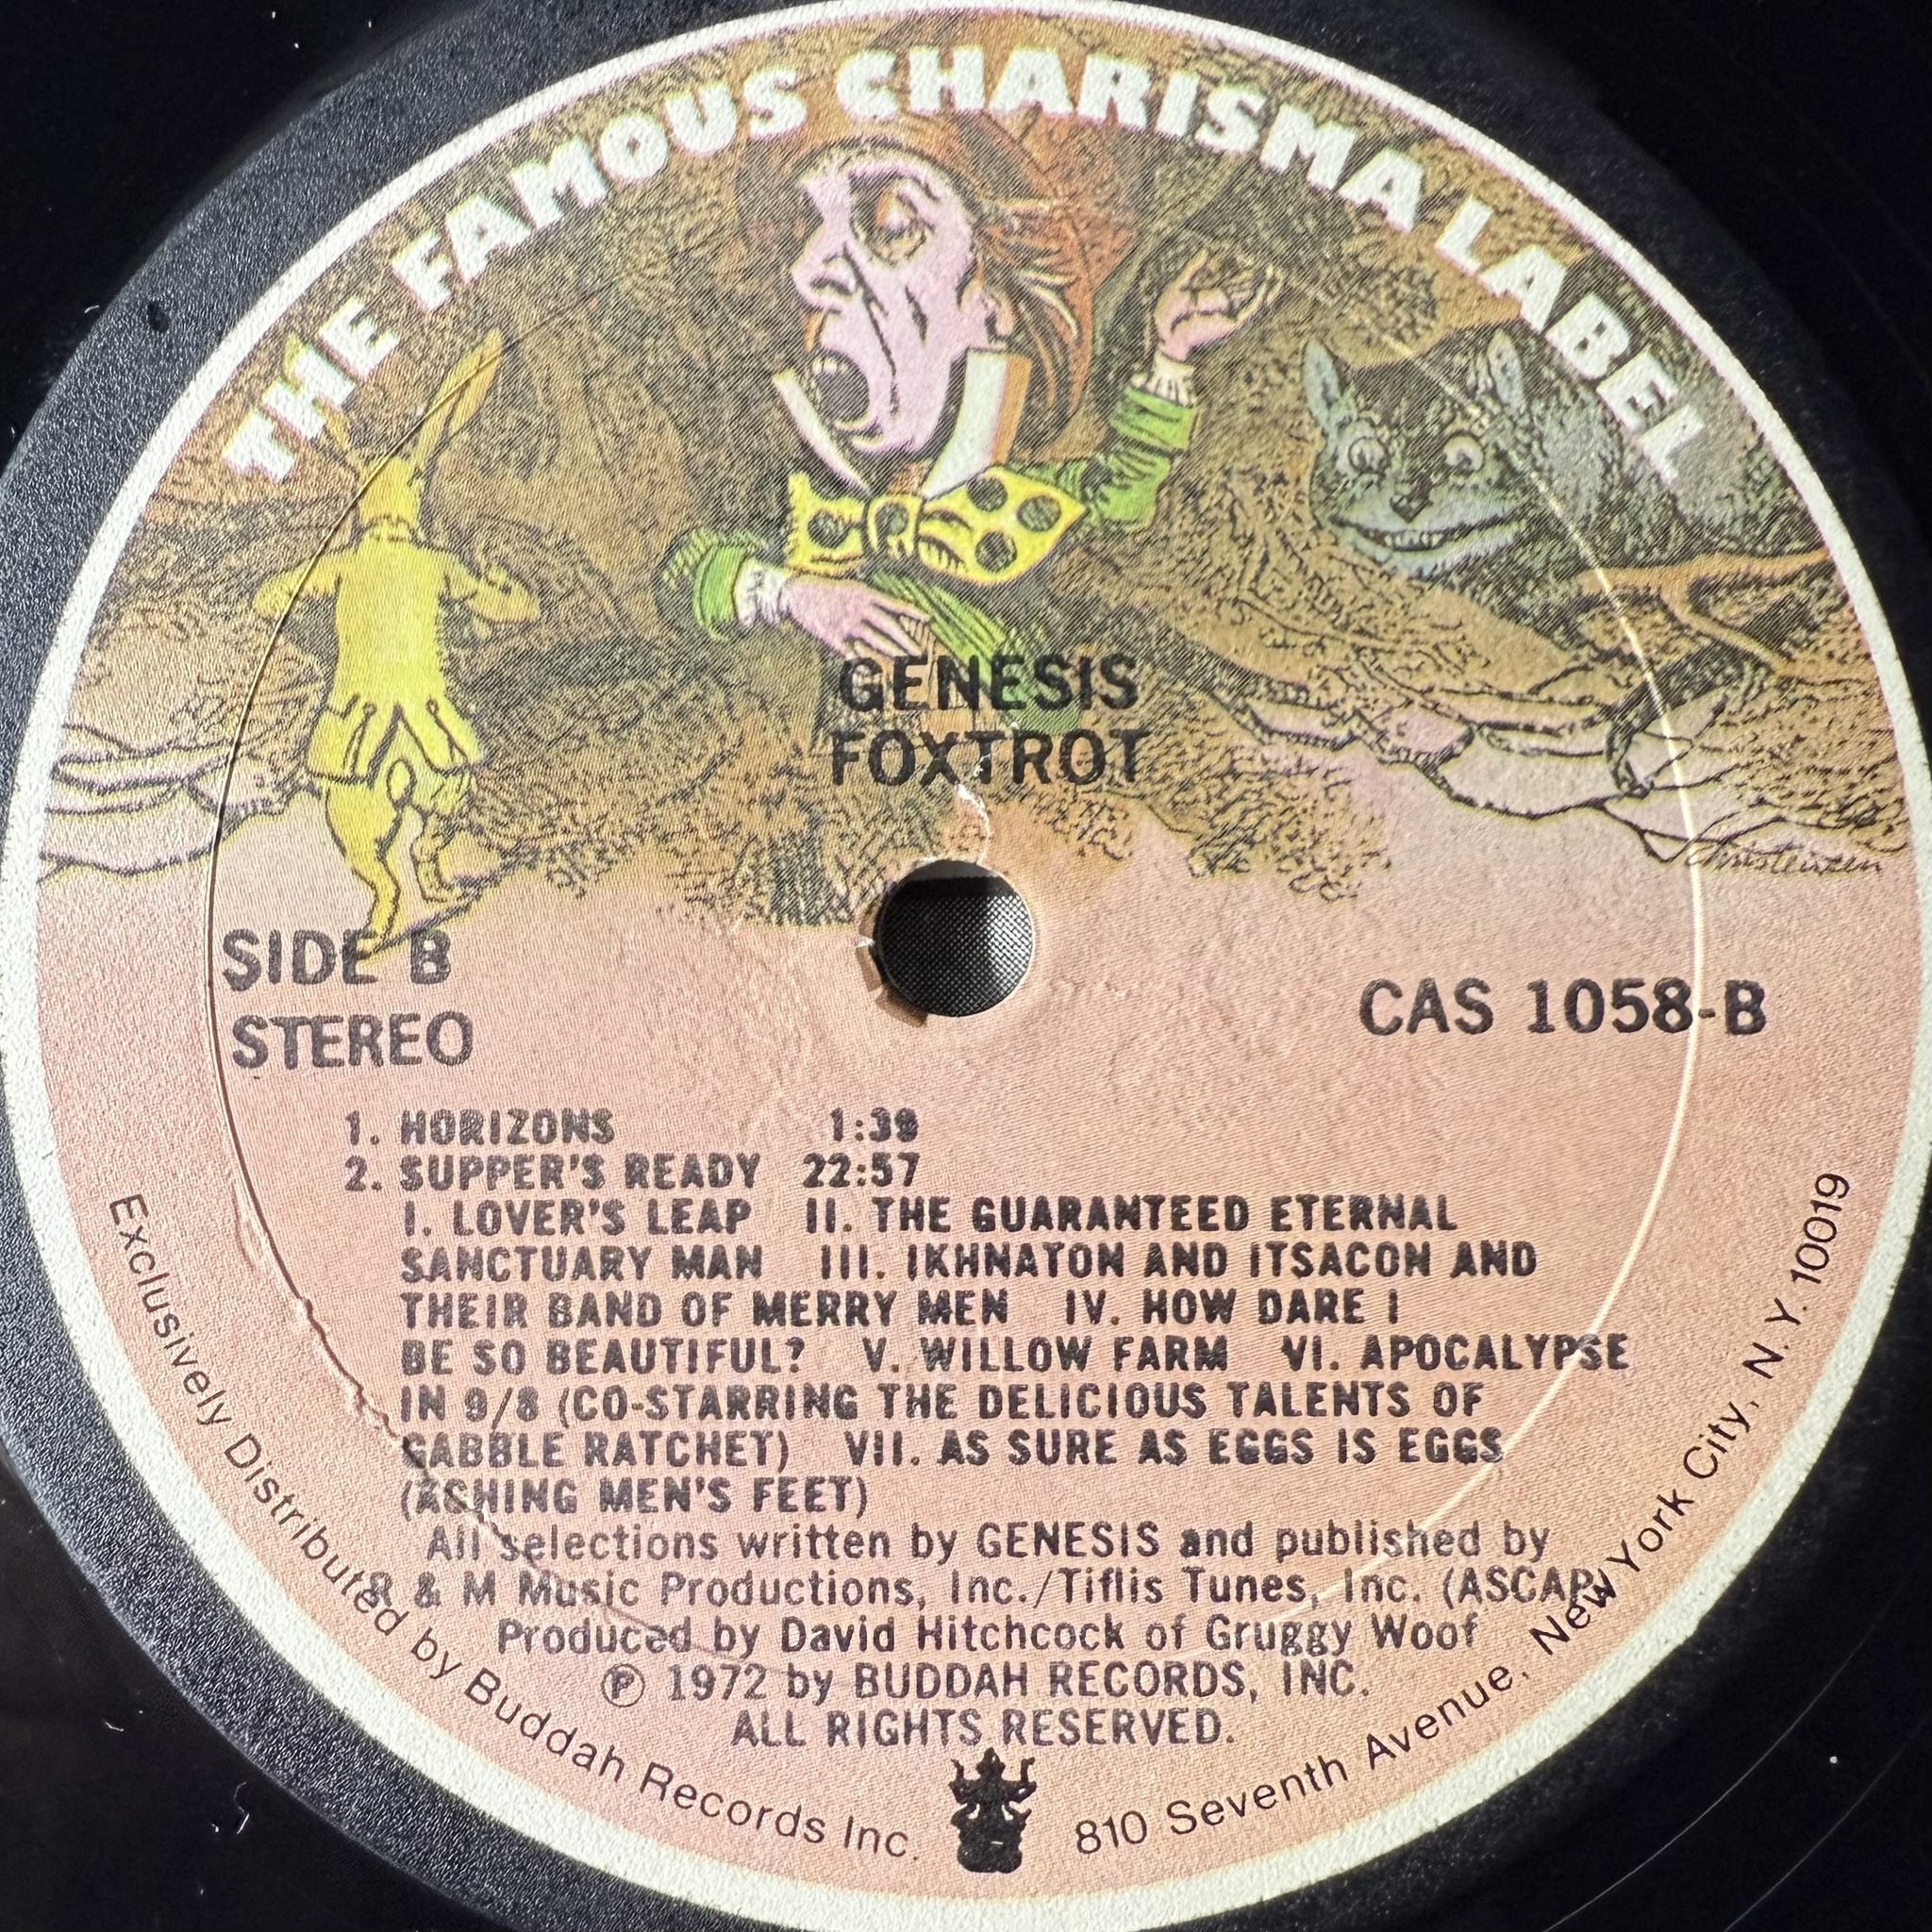 THE FAMOUS CHARISMA LABEL
GENESIS
FOXTROT
Christensen
SIDE B
STEREO
CAS 1058-B
1. HORIZONS 1:39
2. SUPPER'S READY 22:57
I. LOVER'S LEAP II. THE GUARANTEED ETERNAL
SANCTUARY MAN III. IKHNATON AND ITSACON AND
THEIR BAND OF MERRY MEN IV. HOW DARE I
BE SO BEAUTIFUL? V. WILLOW FARM VI. APOCALYPSE
IN 9/8 (CO-STARRING THE DELICIOUS TALENTS OF
GABBLE RATCHET) VII. AS SURE AS EGGS IS EGGS
(ACHING MEN'S FEET)
All selections written by GENESIS and published by
& M Music Productions, Inc./Tiflis Tunes, Inc. (ASCAP)
Produced by David Hitchcock of Gruggy Woof
℗ 1972 by BUDDAH RECORDS, INC.
ALL RIGHTS RESERVED.
Exclusively Distributed by Buddah Records Inc. 810 Seventh Avenue, New York City, N.Y. 10019